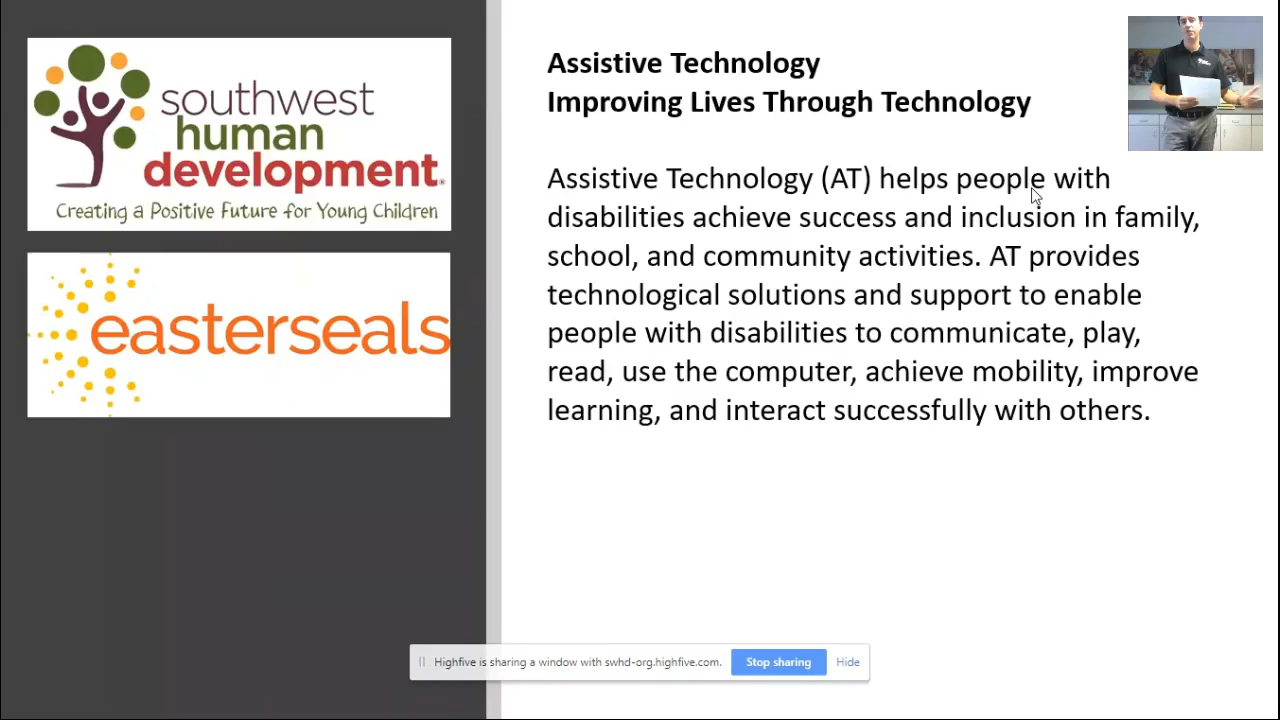 southwest
human
development.®
Creating a Positive Future for Young Children
easterseals
Assistive Technology
Improving Lives Through Technology
Assistive Technology (AT) helps people with
disabilities achieve success and inclusion in family,
school, and community activities. AT provides
technological solutions and support to enable
people with disabilities to communicate, play,
read, use the computer, achieve mobility, improve
learning, and interact successfully with others.
Highfive is sharing a window with swhd-org.highfive.com. Stop sharing Hide